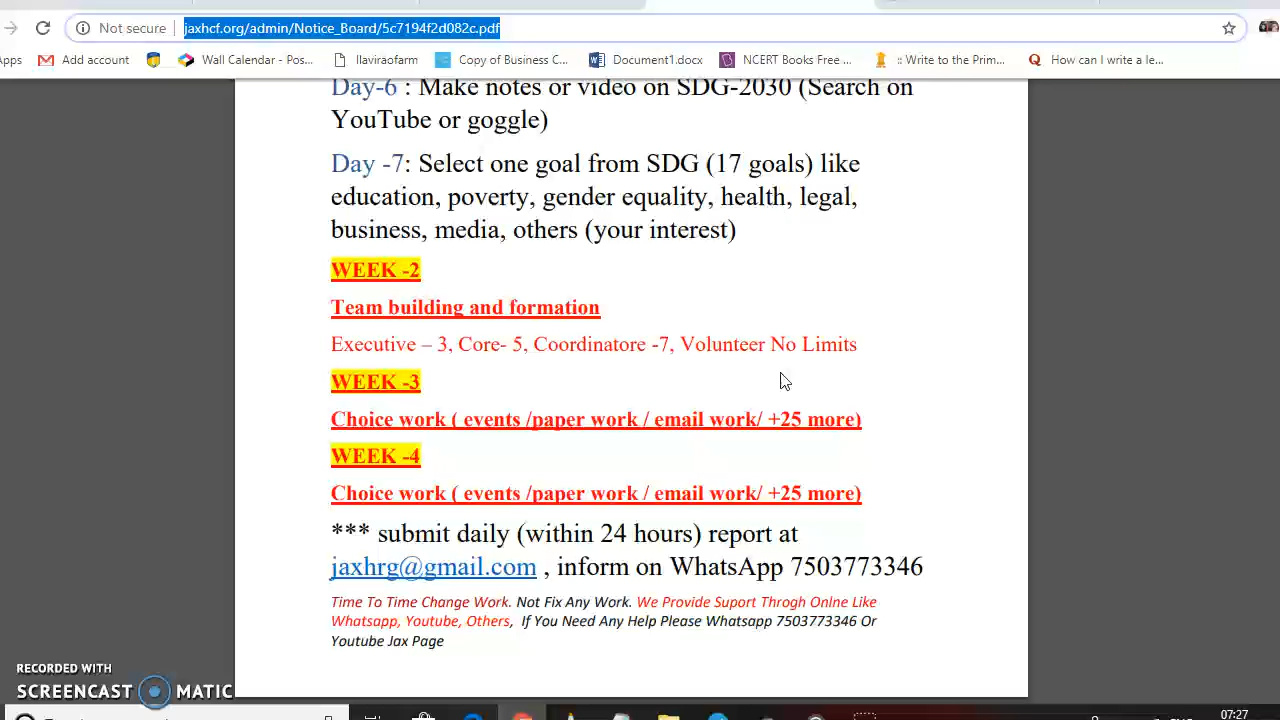 Not secure
jaxhcf.org/admin/Notice_Board/5c7194f2d082c.pdf
Apps Add account Wall Calendar - Pos... llaviraofarm Copy of Business C... Document1.docx NCERT Books Free ... :: Write to the Prim... How can I write a le...
Day-6 : Make notes or video on SDG-2030 (Search on
YouTube or goggle)
Day -7: Select one goal from SDG (17 goals) like
education, poverty, gender equality, health, legal,
business, media, others (your interest)
WEEK -2
Team building and formation
Executive – 3, Core- 5, Coordinatore -7, Volunteer No Limits
WEEK -3
Choice work ( events /paper work / email work/ +25 more)
WEEK -4
Choice work ( events /paper work / email work/ +25 more)
*** submit daily (within 24 hours) report at
jaxhrg@gmail.com , inform on WhatsApp 7503773346
Time To Time Change Work. Not Fix Any Work. We Provide Suport Throgh Onlne Like
Whatsapp, Youtube, Others, If You Need Any Help Please Whatsapp 7503773346 Or
Youtube Jax Page
RECORDED WITH
SCREENCAST MATIC
07:27